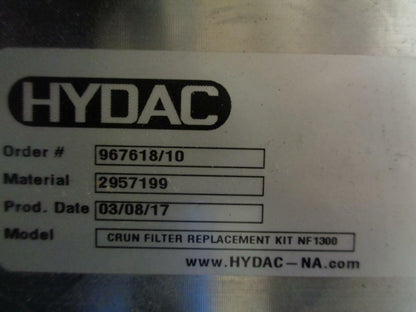 HYDAC
Order # 967618/10
Material 2957199
Prod. Date 03/08/17
Model CRUN FILTER REPLACEMENT KIT NF1300
www.HYDAC-NA.com